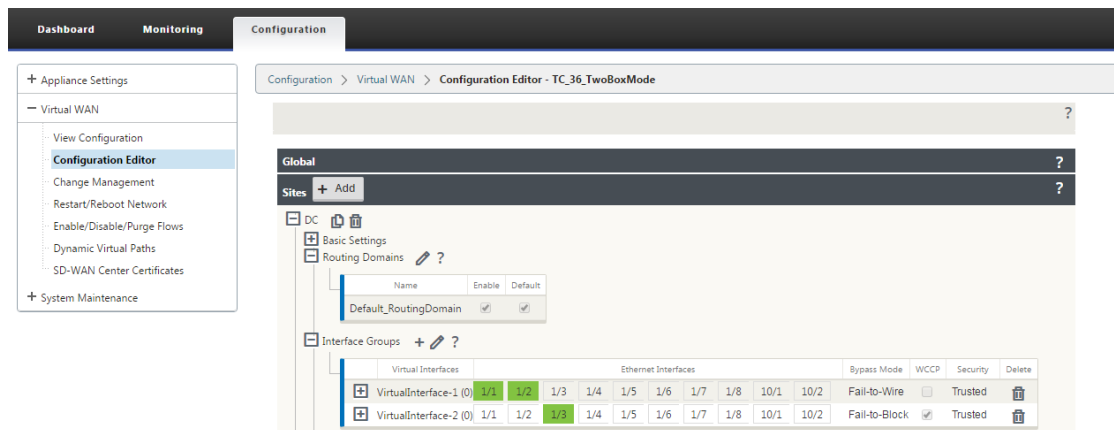 Dashboard Monitoring Configuration
+ Appliance Settings
− Virtual WAN
View Configuration
Configuration Editor
Change Management
Restart/Reboot Network
Enable/Disable/Purge Flows
Dynamic Virtual Paths
SD-WAN Center Certificates
+ System Maintenance
Configuration > Virtual WAN > Configuration Editor - TC_36_TwoBoxMode
?
Global ?
Sites + Add ?
DC
Basic Settings
Routing Domains ?
Name Enable Default
Default_RoutingDomain
Interface Groups + ?
Virtual Interfaces Ethernet Interfaces Bypass Mode WCCP Security Delete
VirtualInterface-1 (0) 1/1 1/2 1/3 1/4 1/5 1/6 1/7 1/8 10/1 10/2 Fail-to-Wire Trusted
VirtualInterface-2 (0) 1/1 1/2 1/3 1/4 1/5 1/6 1/7 1/8 10/1 10/2 Fail-to-Block Trusted